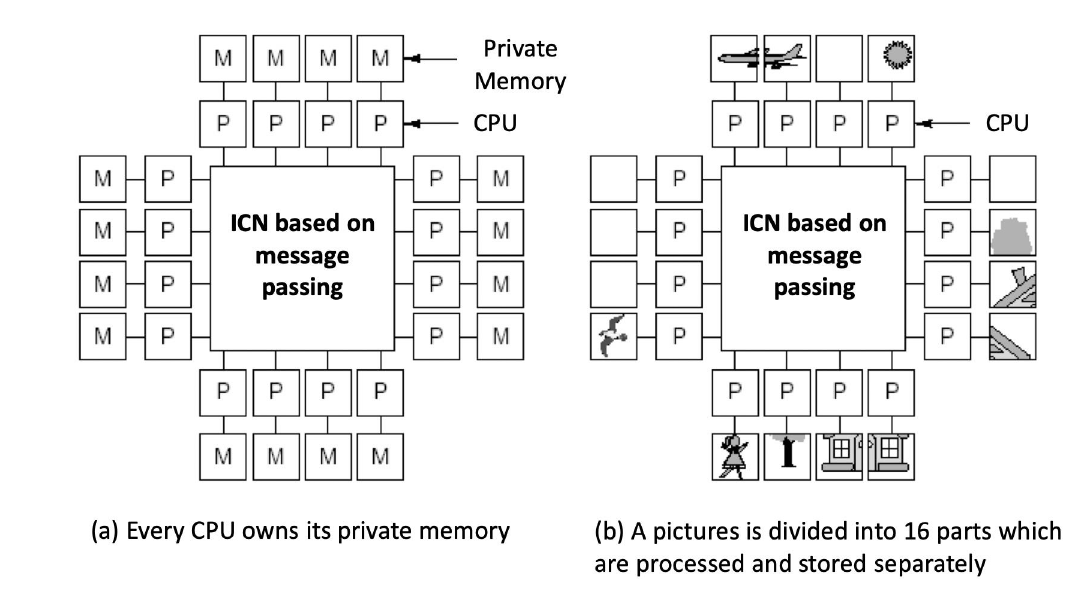 M M M M
Private
Memory
P P P P
CPU
M P
P M
M P
P M
M P
P M
M P
P M
ICN based on
message
passing
P P P P
M M M M
(a) Every CPU owns its private memory
P P P P
CPU
P
P
P
P
P
P
P
P
ICN based on
message
passing
P P P P
(b) A pictures is divided into 16 parts which
are processed and stored separately